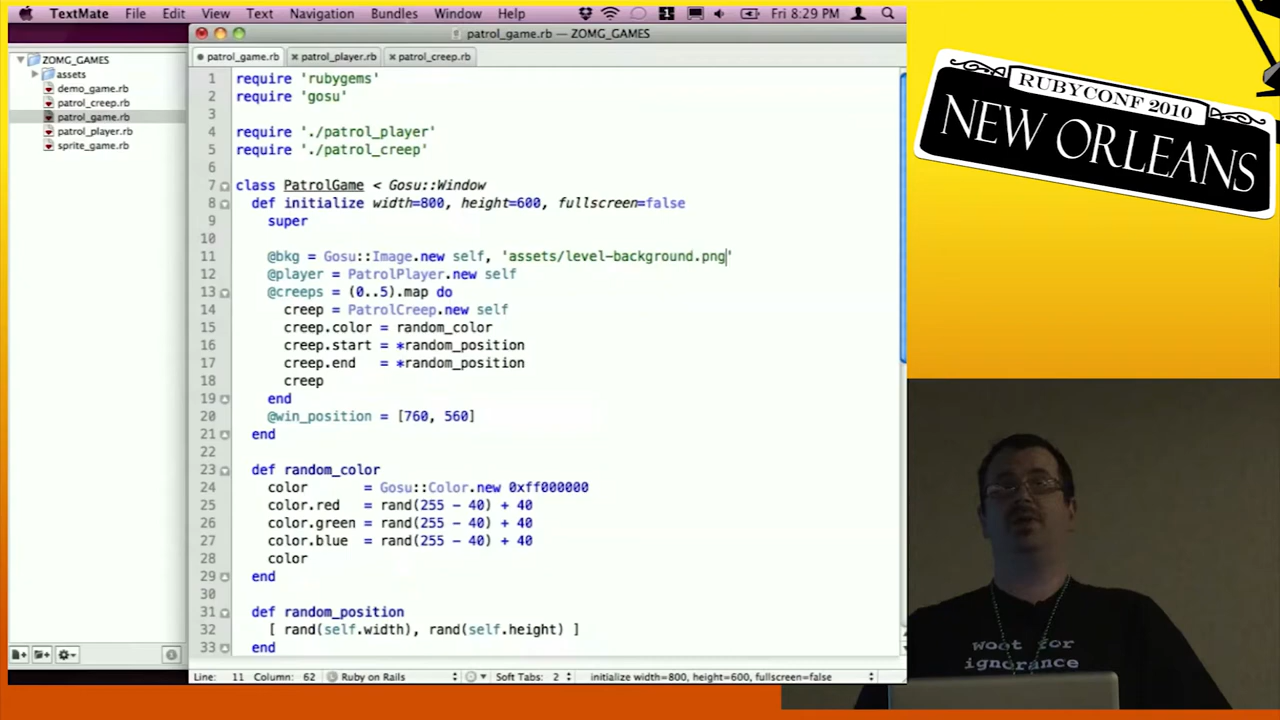 TextMate File Edit View Text Navigation Bundles Window Help 1 Fri 8:29 PM
patrol_game.rb — ZOMG_GAMES
ZOMG_GAMES
assets
demo_game.rb
patrol_creep.rb
patrol_game.rb
patrol_player.rb
sprite_game.rb
patrol_game.rb patrol_player.rb patrol_creep.rb
1 require 'rubygems'
2 require 'gosu'
3
4 require './patrol_player'
5 require './patrol_creep'
6
7 class PatrolGame < Gosu::Window
8 def initialize width=800, height=600, fullscreen=false
9 super
10
11 @bkg = Gosu::Image.new self, 'assets/level-background.png'
12 @player = PatrolPlayer.new self
13 @creeps = (0..5).map do
14 creep = PatrolCreep.new self
15 creep.color = random_color
16 creep.start = *random_position
17 creep.end = *random_position
18 creep
19 end
20 @win_position = [760, 560]
21 end
22
23 def random_color
24 color = Gosu::Color.new 0xff000000
25 color.red = rand(255 - 40) + 40
26 color.green = rand(255 - 40) + 40
27 color.blue = rand(255 - 40) + 40
28 color
29 end
30
31 def random_position
32 [ rand(self.width), rand(self.height) ]
33 end
Line: 11 Column: 62 Ruby on Rails Soft Tabs: 2 initialize width=800, height=600, fullscreen=false
RUBYCONF 2010
NEW ORLEANS
woot for
ignorance